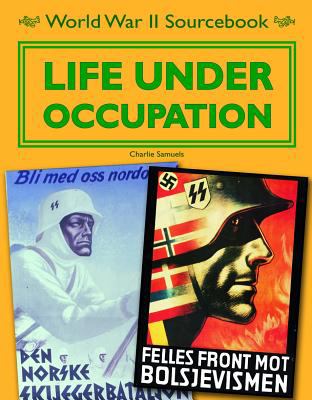 World War II Sourcebook
LIFE UNDER
OCCUPATION
Charlie Samuels
Bli med oss nordo
DEN
NORSKE
SKIJEGERBATALJON
FELLES FRONT MOT
BOLSJEVISMEN